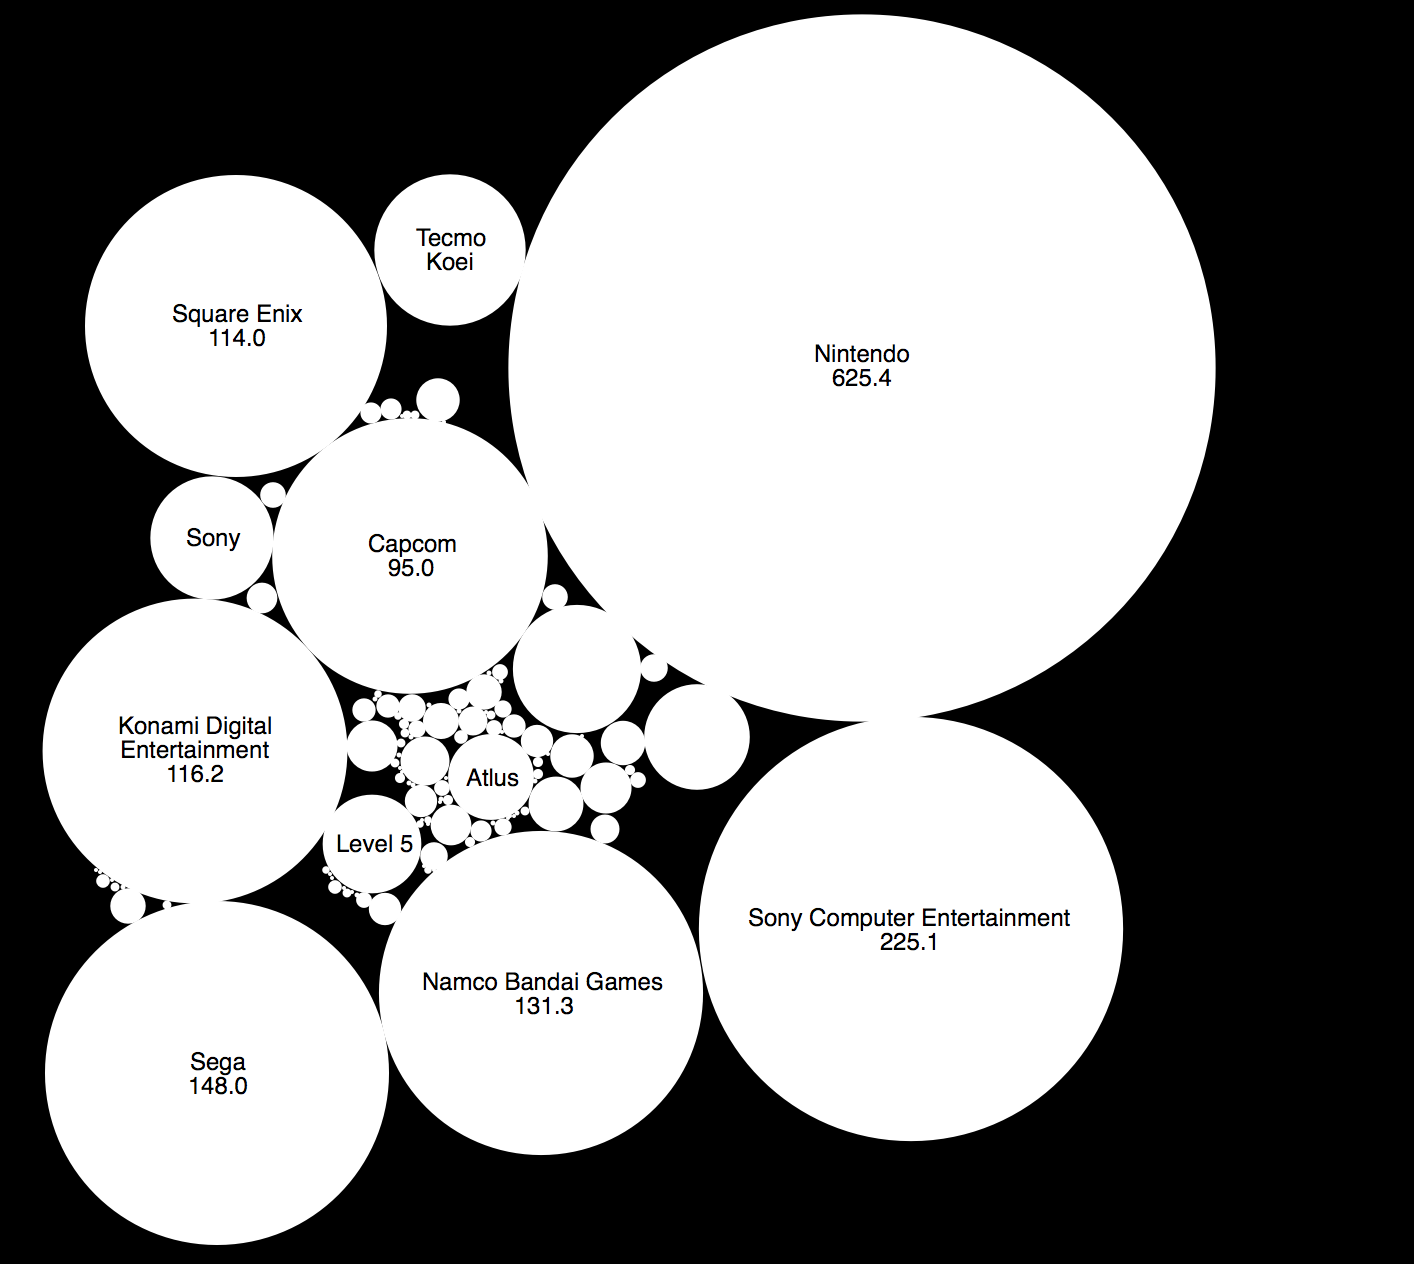 Tecmo
Koei
Square Enix
114.0
Nintendo
625.4
Sony
Capcom
95.0
Konami Digital
Entertainment
116.2
Atlus
Level 5
Sony Computer Entertainment
225.1
Namco Bandai Games
131.3
Sega
148.0